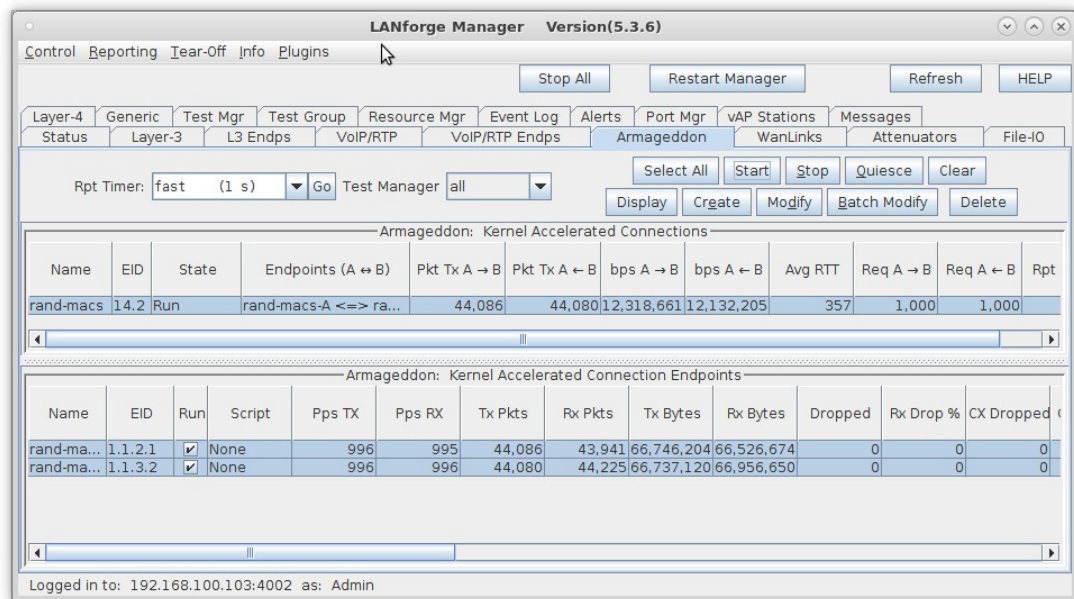 LANforge Manager Version(5.3.6)
Control Reporting Tear-Off Info Plugins
Stop All Restart Manager Refresh HELP
Layer-4 Generic Test Mgr Test Group Resource Mgr Event Log Alerts Port Mgr vAP Stations Messages
Status Layer-3 L3 Endps VoIP/RTP VoIP/RTP Endps Armageddon WanLinks Attenuators File-IO
Rpt Timer: fast (1 s) Go Test Manager all
Select All Start Stop Quiesce Clear
Display Create Modify Batch Modify Delete
Armageddon: Kernel Accelerated Connections
Name EID State Endpoints (A ⇔ B) Pkt Tx A → B Pkt Tx A ← B bps A → B bps A ← B Avg RTT Req A → B Req A ← B Rpt
rand-macs 14.2 Run rand-macs-A <=> ra... 44,086 44,080 12,318,661 12,132,205 357 1,000 1,000
Armageddon: Kernel Accelerated Connection Endpoints
Name EID Run Script Pps TX Pps RX Tx Pkts Rx Pkts Tx Bytes Rx Bytes Dropped Rx Drop % CX Dropped
rand-ma... 1.1.2.1 None 996 995 44,086 43,941 66,746,204 66,526,674 0 0 0
rand-ma... 1.1.3.2 None 996 996 44,080 44,225 66,737,120 66,956,650 0 0 0
Logged in to: 192.168.100.103:4002 as: Admin